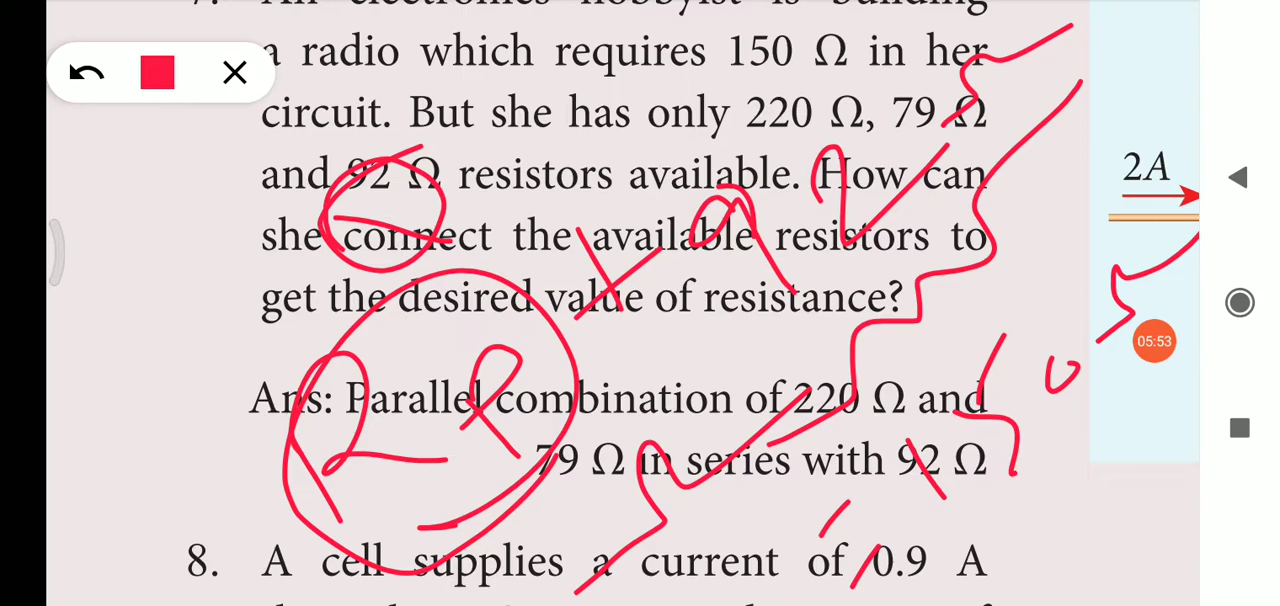 a radio which requires 150 Ω in her
circuit. But she has only 220 Ω, 79 Ω
and 92 Ω resistors available. How can
she connect the available resistors to
get the desired value of resistance?
Ans: Parallel combination of 220 Ω and
79 Ω in series with 92 Ω
8. A cell supplies a current of 0.9 A
2A
05:53